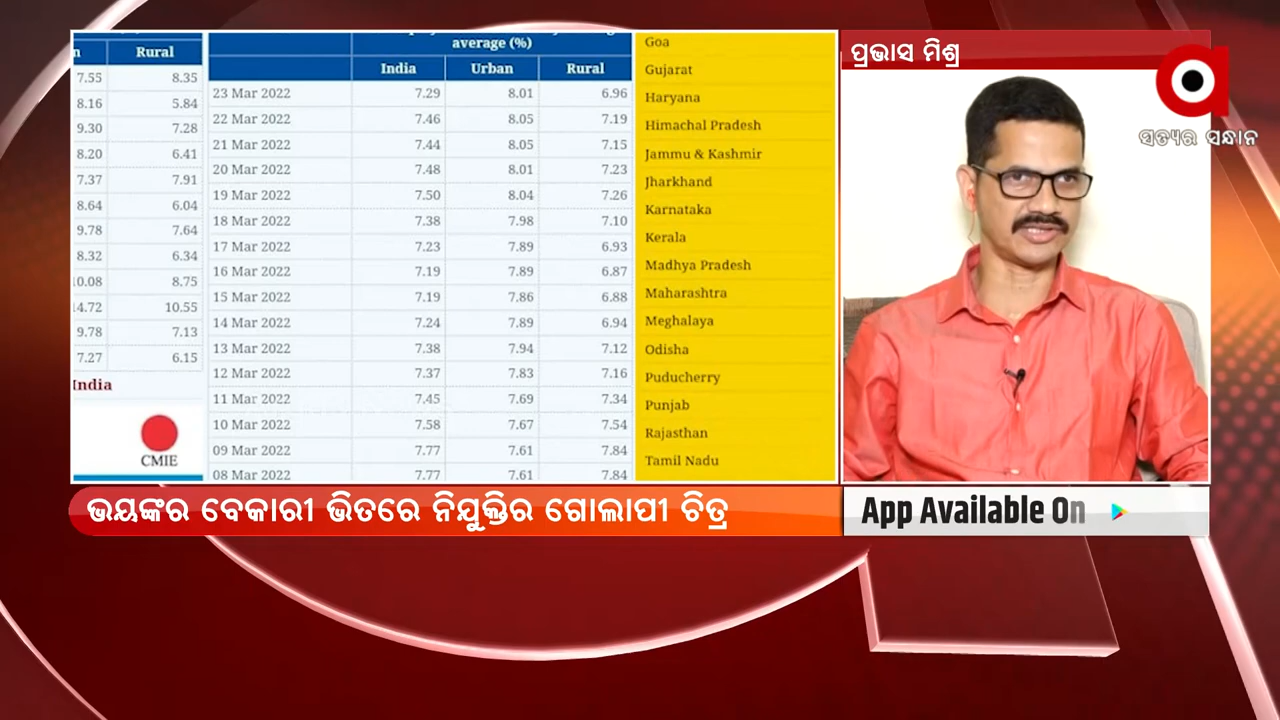 Rural
7.55 8.35
8.16 5.84
9.30 7.28
8.20 6.41
7.37 7.91
8.64 6.04
9.78 7.64
8.32 6.34
10.08 8.75
14.72 10.55
9.78 7.13
7.27 6.15
India
CMIE
average (%)
India Urban Rural
23 Mar 2022 7.29 8.01 6.96
22 Mar 2022 7.46 8.05 7.19
21 Mar 2022 7.44 8.05 7.15
20 Mar 2022 7.48 8.01 7.23
19 Mar 2022 7.50 8.04 7.26
18 Mar 2022 7.38 7.98 7.10
17 Mar 2022 7.23 7.89 6.93
16 Mar 2022 7.19 7.89 6.87
15 Mar 2022 7.19 7.86 6.88
14 Mar 2022 7.24 7.89 6.94
13 Mar 2022 7.38 7.94 7.12
12 Mar 2022 7.37 7.83 7.16
11 Mar 2022 7.45 7.69 7.34
10 Mar 2022 7.58 7.67 7.54
09 Mar 2022 7.77 7.61 7.84
08 Mar 2022 7.77 7.61 7.84
Goa
Gujarat
Haryana
Himachal Pradesh
Jammu & Kashmir
Jharkhand
Karnataka
Kerala
Madhya Pradesh
Maharashtra
Meghalaya
Odisha
Puducherry
Punjab
Rajasthan
Tamil Nadu
ପ୍ରଭାସ ମିଶ୍ର
ସତ୍ୟର ସନ୍ଧାନ
ଭୟଙ୍କର ବେକାରୀ ଭିତରେ ନିଯୁକ୍ତିର ଗୋଲାପୀ ଚିତ୍ର
App Available On